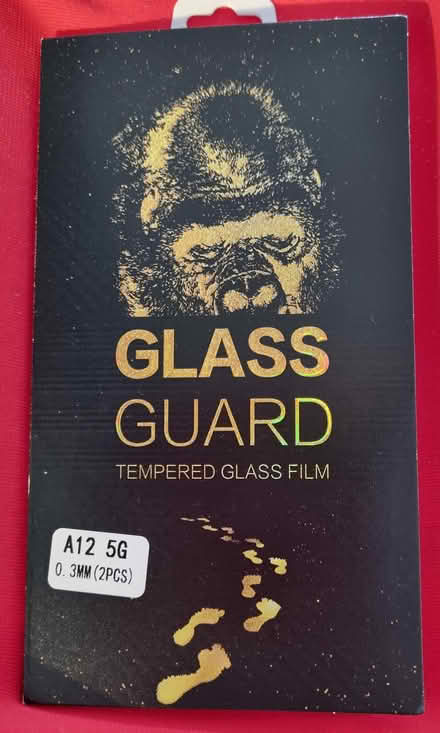 GLASS
GUARD
TEMPERED GLASS FILM
A12 5G
0.3MM(2PCS)